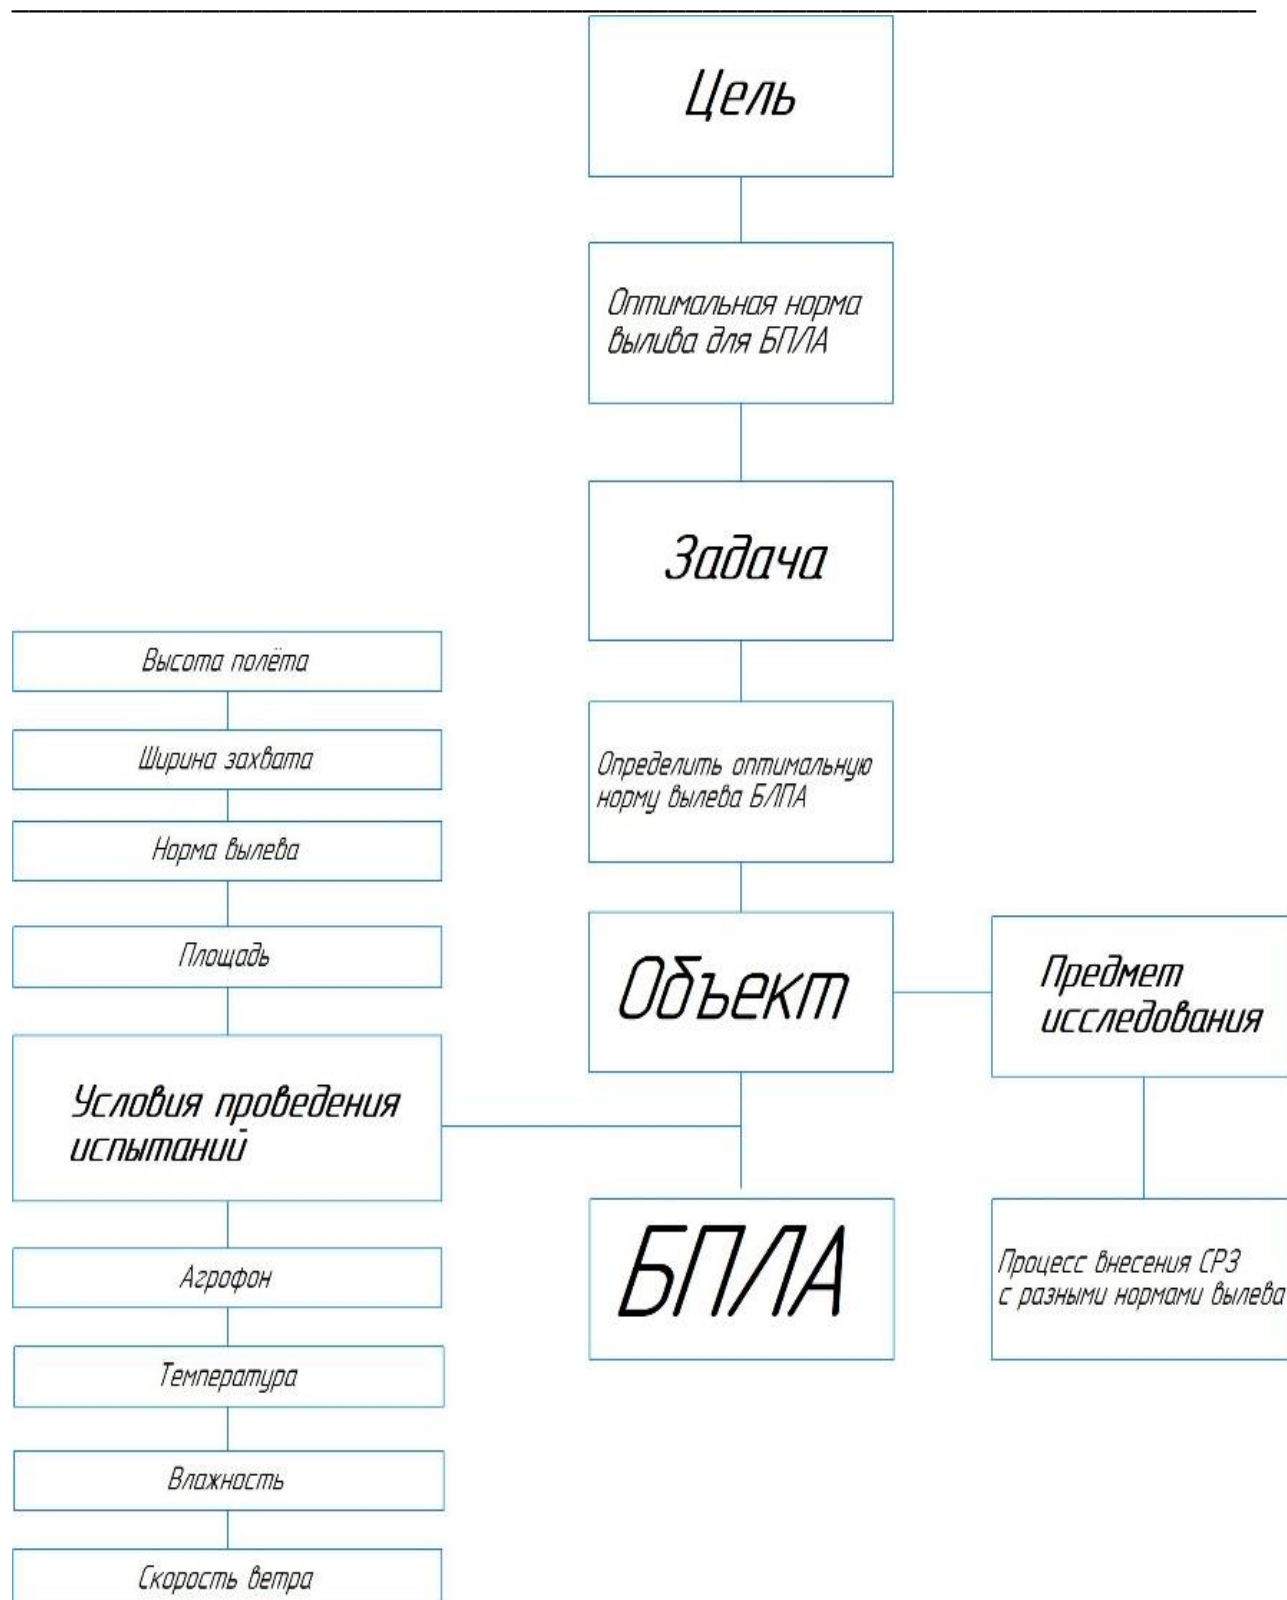 Цель
Оптимальная норма
вылива для БПЛА
Задача
Определить оптимальную
норму вылева БЛПА
Объект
БПЛА
Предмет
исследования
Процесс внесения СРЗ
с разными нормами вылева
Высота полёта
Ширина захвата
Норма вылева
Площадь
Условия проведения
испытаний
Агрофон
Температура
Влажность
Скорость ветра